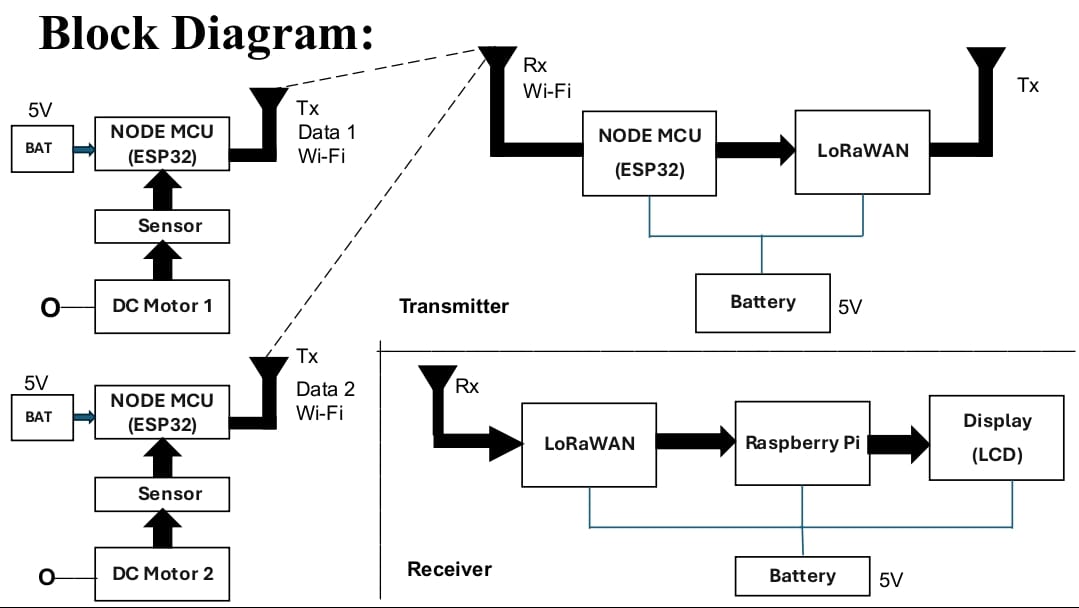 Block Diagram:
5V
BAT
NODE MCU
(ESP32)
Tx
Data 1
Wi-Fi
Sensor
O
DC Motor 1
5V
BAT
NODE MCU
(ESP32)
Tx
Data 2
Wi-Fi
Sensor
O
DC Motor 2
Rx
Wi-Fi
NODE MCU
(ESP32)
LoRaWAN
Tx
Battery
5V
Transmitter
Rx
LoRaWAN
Raspberry Pi
Display
(LCD)
Battery
5V
Receiver